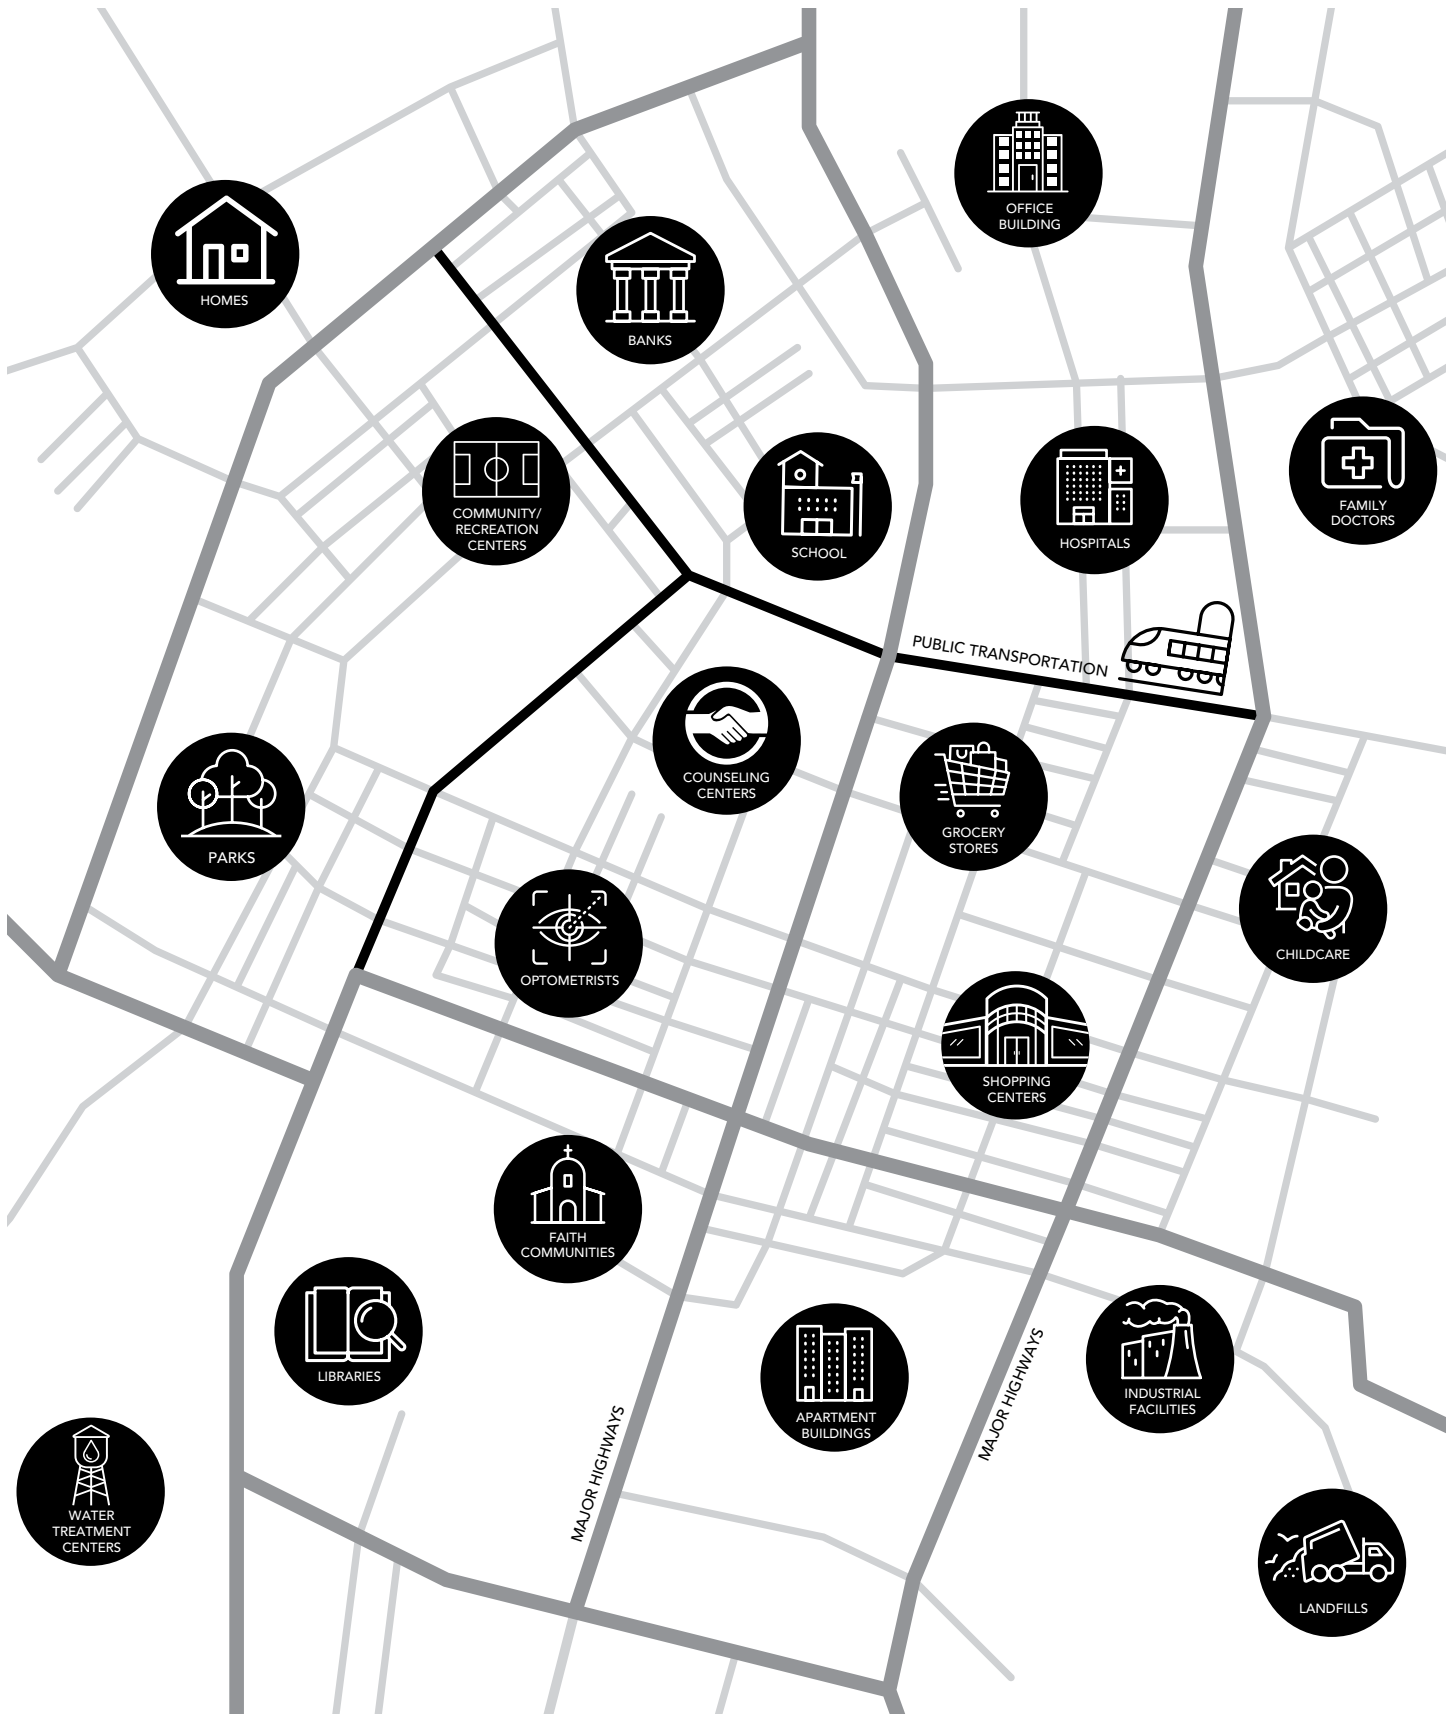 OFFICE
BUILDING
HOMES
BANKS
COMMUNITY/
RECREATION
CENTERS
SCHOOL
HOSPITALS
FAMILY
DOCTORS
PUBLIC TRANSPORTATION
COUNSELING
CENTERS
GROCERY
STORES
PARKS
OPTOMETRISTS
CHILDCARE
SHOPPING
CENTERS
FAITH
COMMUNITIES
LIBRARIES
APARTMENT
BUILDINGS
INDUSTRIAL
FACILITIES
MAJOR HIGHWAYS
MAJOR HIGHWAYS
WATER
TREATMENT
CENTERS
LANDFILLS